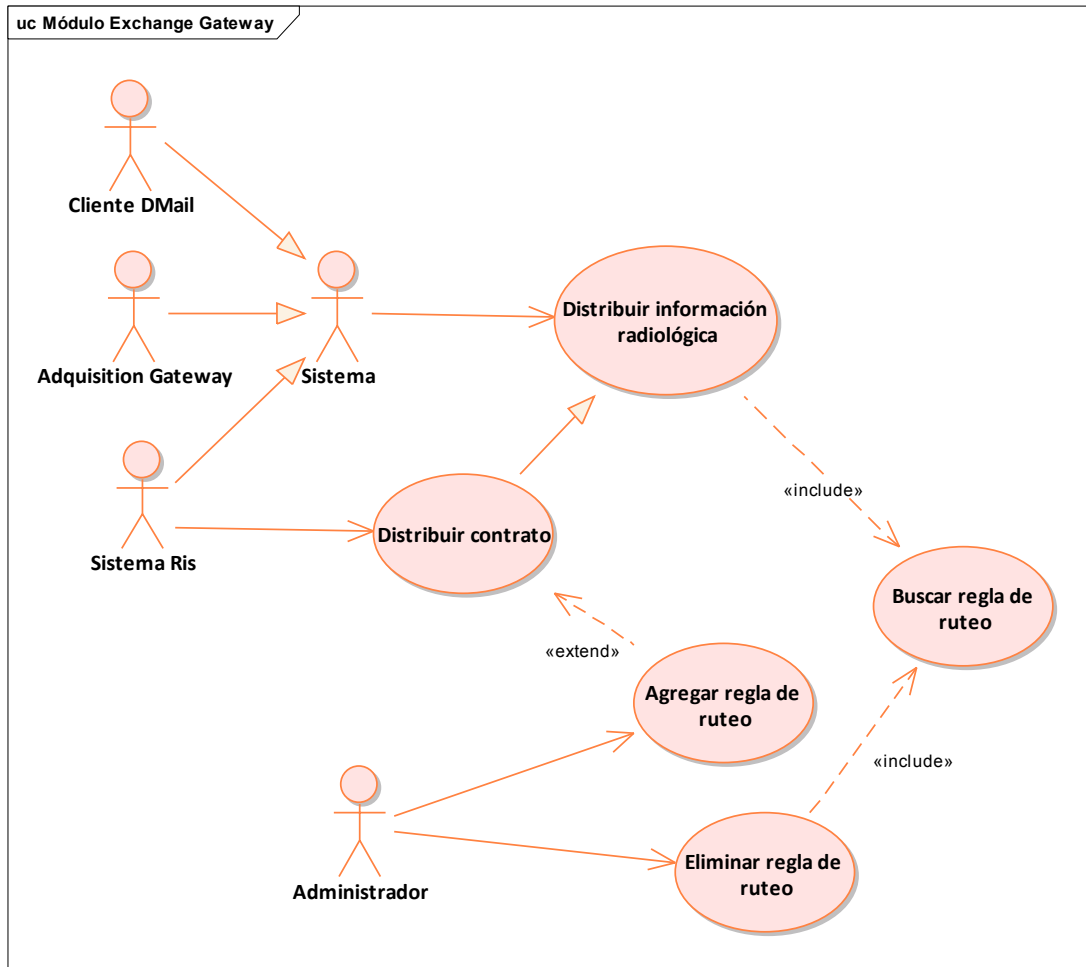 uc Módulo Exchange Gateway
Cliente DMail
Adquisition Gateway
Sistema
Distribuir información
radiológica
Sistema Ris
Distribuir contrato
«include»
Buscar regla de
ruteo
«extend»
Agregar regla de
ruteo
«include»
Administrador
Eliminar regla de
ruteo